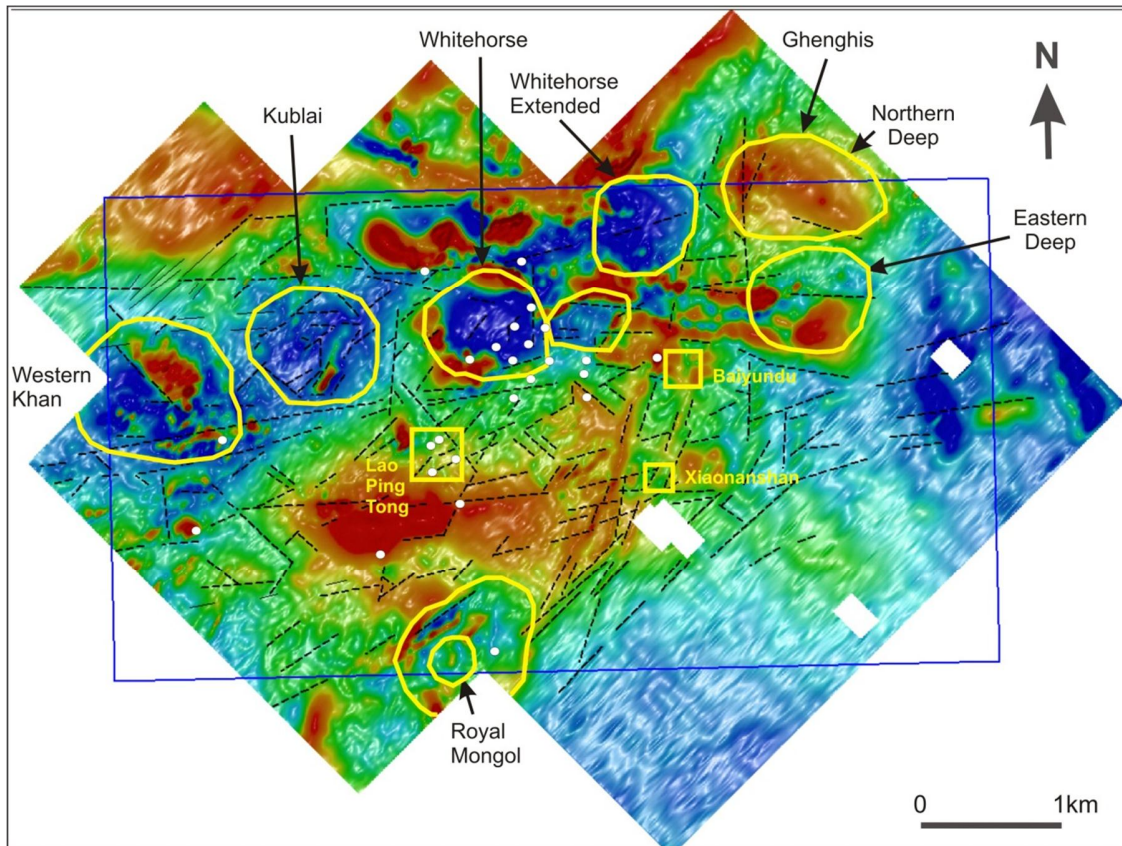 Whitehorse
Ghenghis
N
Whitehorse
Extended
Northern
Deep
Kublai
Eastern
Deep
Western
Khan
Baiyundu
Lao
Ping
Tong
Xiaonanshan
Royal
Mongol
0 1km